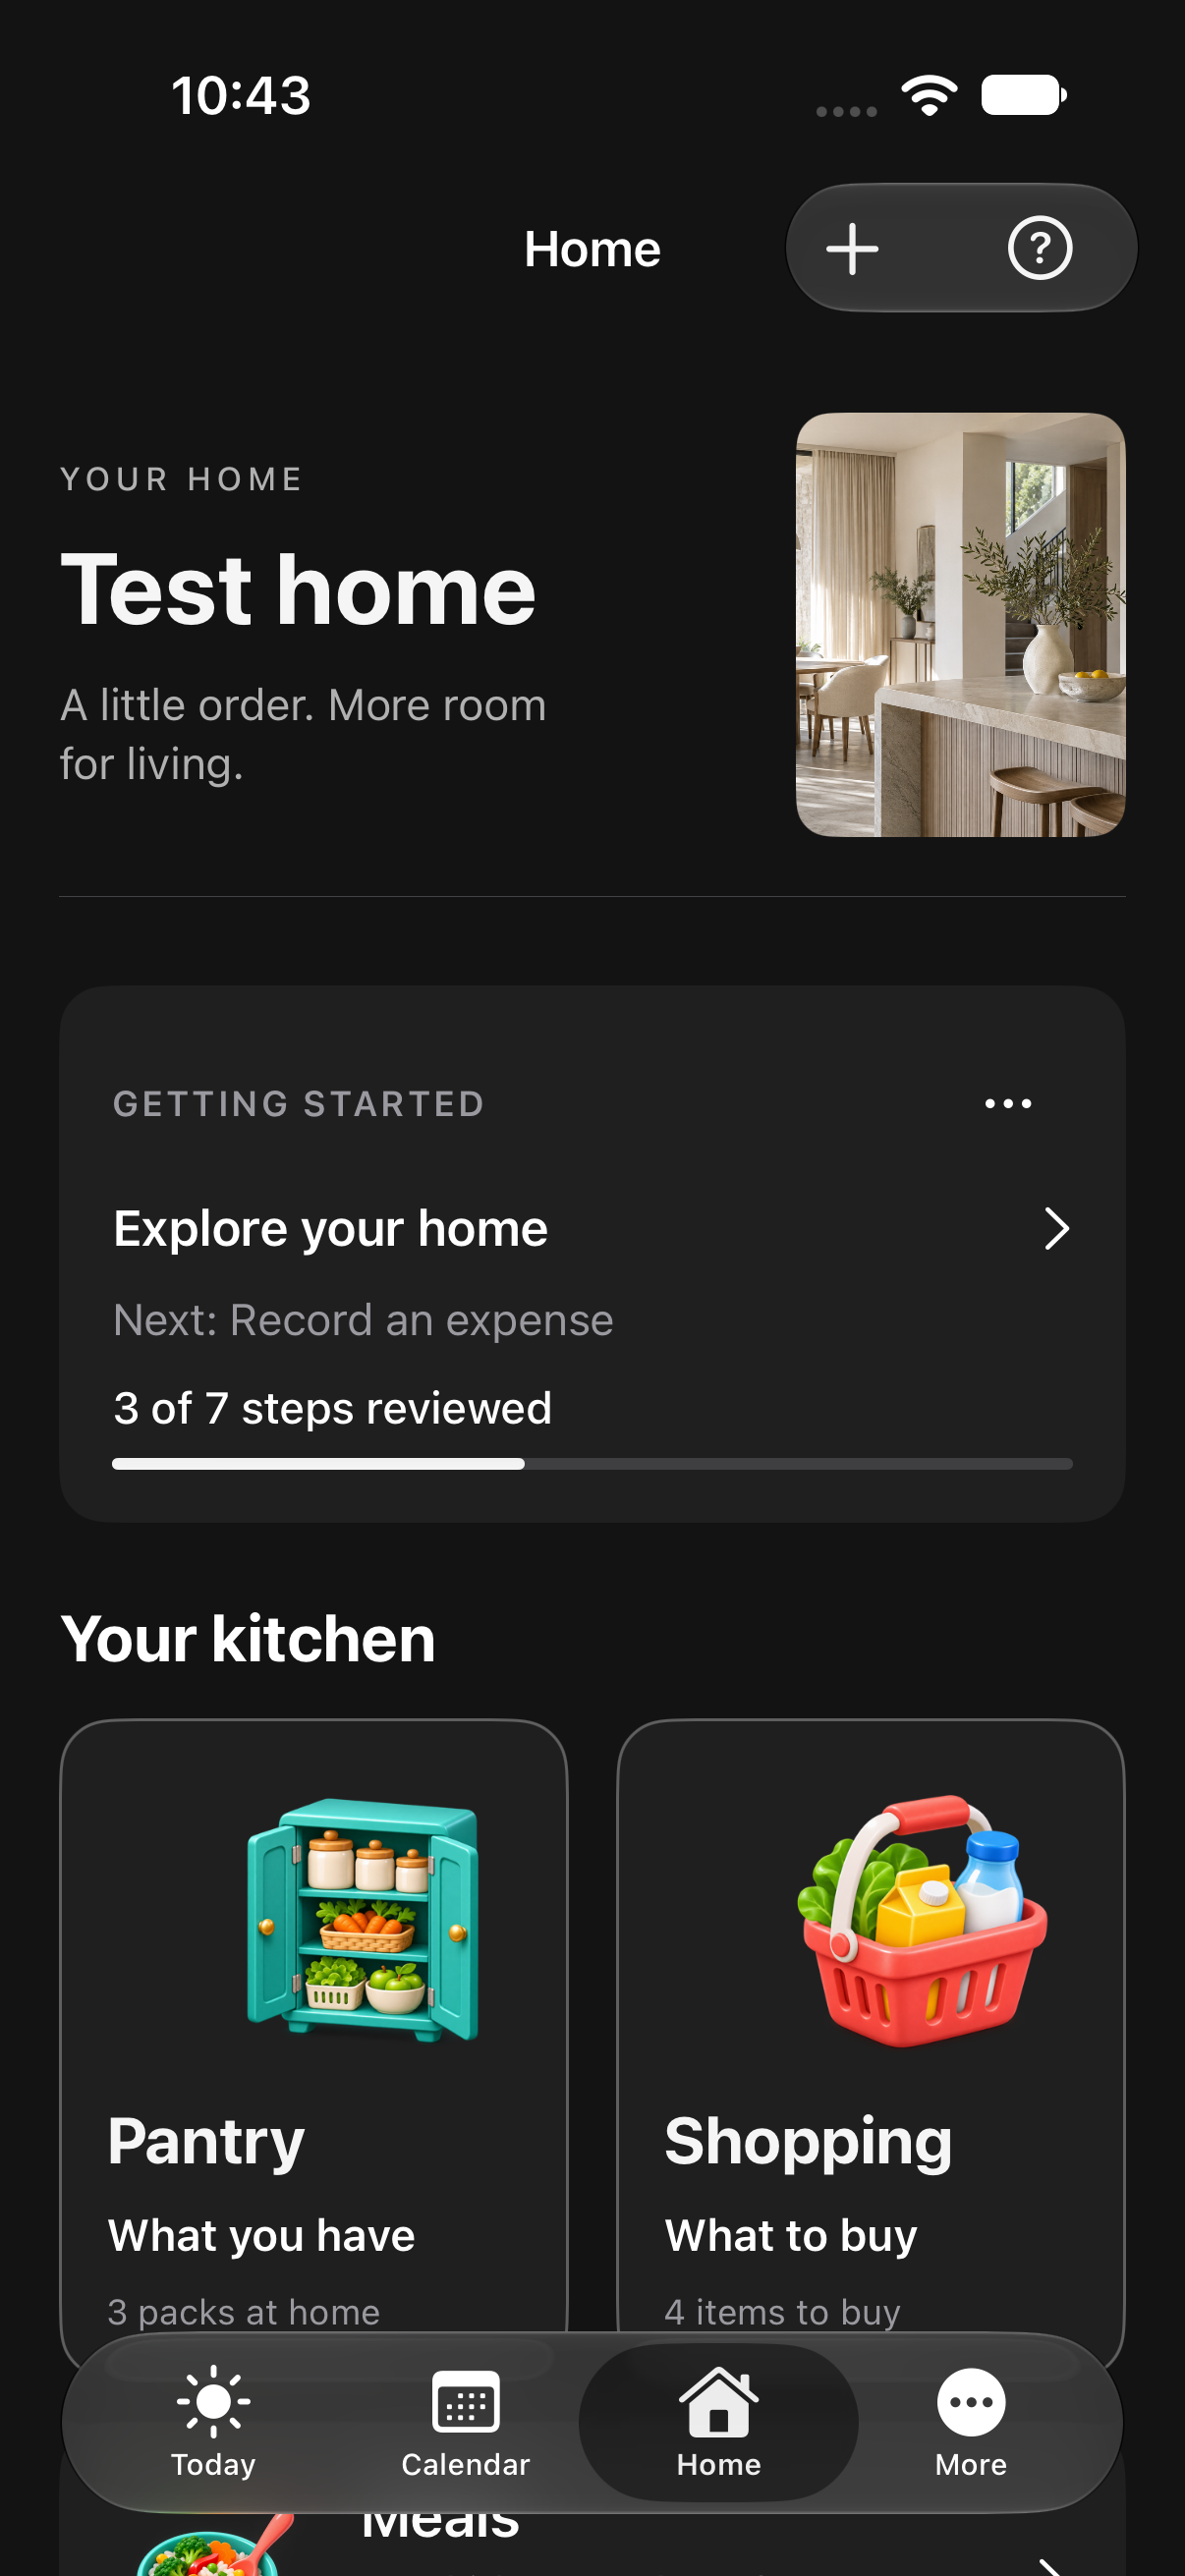 10:43
Home
YOUR HOME
Test home
A little order. More room
for living.
GETTING STARTED
Explore your home
Next: Record an expense
3 of 7 steps reviewed
Your kitchen
Pantry
Shopping
What you have
What to buy
3 packs at home
4 items to buy
Today
Calendar
Home
More
Meals